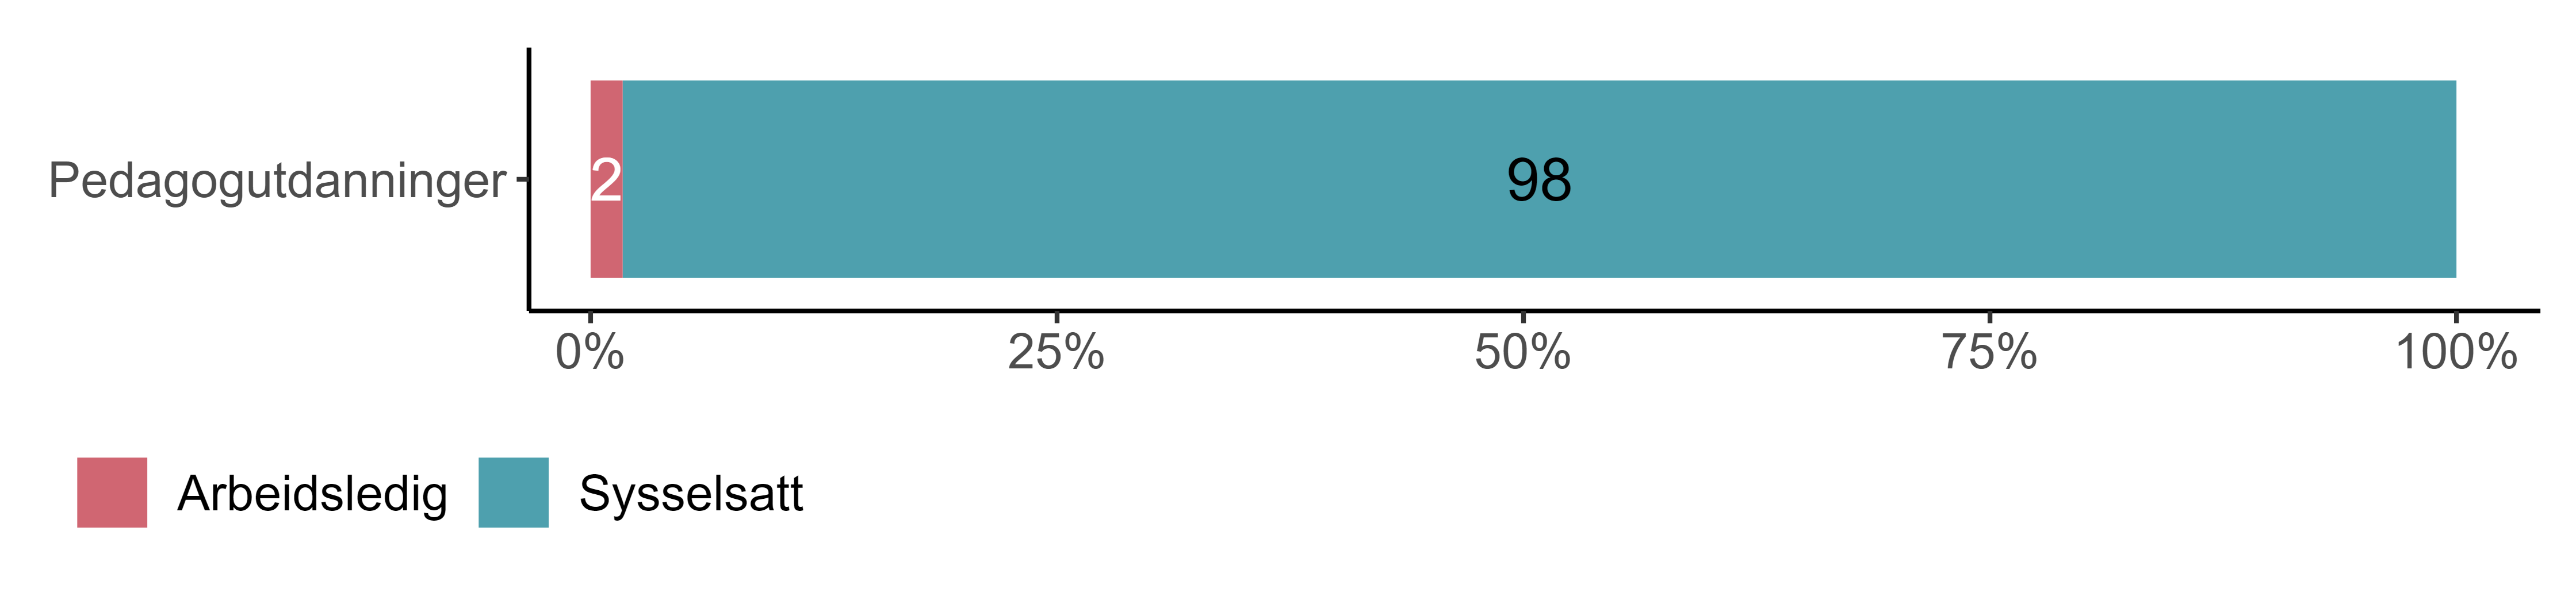 Pedagogutdanninger
2 98
0% 25% 50% 75% 100%
Arbeidsledig Sysselsatt